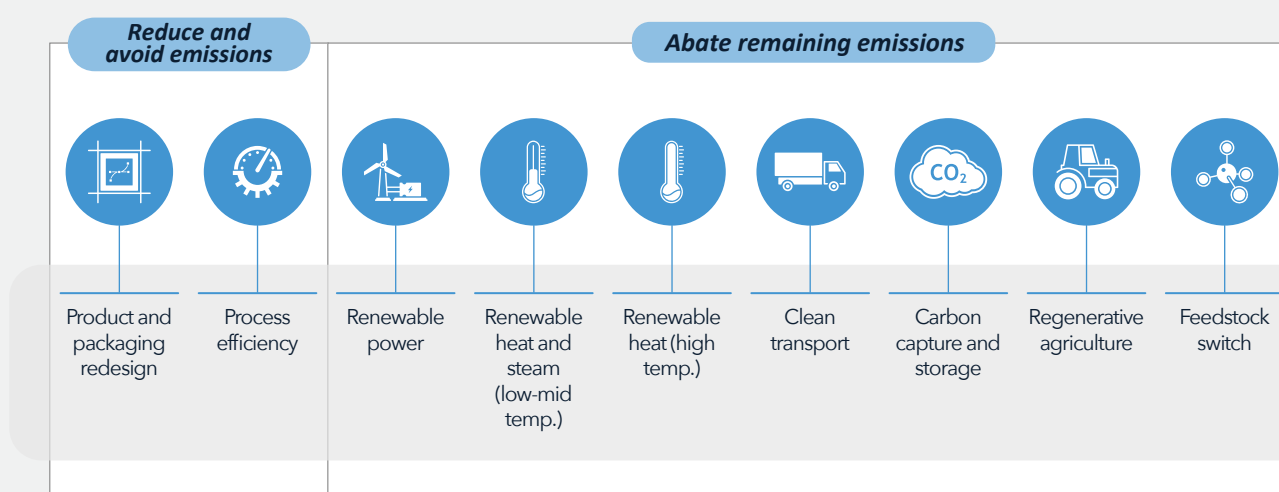 Reduce and
avoid emissions
Abate remaining emissions
CO₂
Product and
packaging
redesign
Process
efficiency
Renewable
power
Renewable
heat and
steam
(low-mid
temp.)
Renewable
heat (high
temp.)
Clean
transport
Carbon
capture and
storage
Regenerative
agriculture
Feedstock
switch